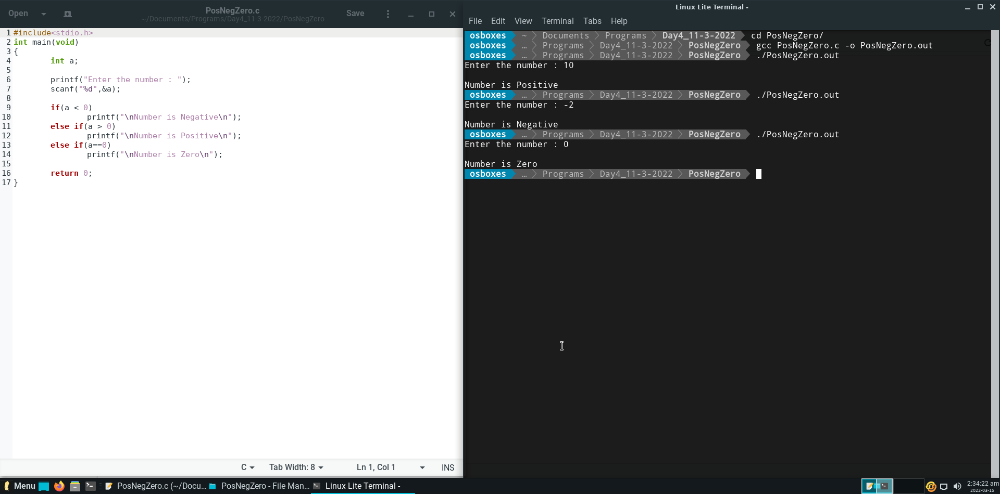 Open
PosNegZero.c
~/Documents/Programs/Day4_11-3-2022/PosNegZero
Save
1 #include<stdio.h>
2 int main(void)
3 {
4 int a;
5
6 printf("Enter the number : ");
7 scanf("%d",&a);
8
9 if(a < 0)
10 printf("\nNumber is Negative\n");
11 else if(a > 0)
12 printf("\nNumber is Positive\n");
13 else if(a==0)
14 printf("\nNumber is Zero\n");
15
16 return 0;
17 }
C Tab Width: 8 Ln 1, Col 1 INS
Linux Lite Terminal -
File Edit View Terminal Tabs Help
osboxes ~ Documents Programs Day4_11-3-2022 cd PosNegZero/
osboxes … Programs Day4_11-3-2022 PosNegZero gcc PosNegZero.c -o PosNegZero.out
osboxes … Programs Day4_11-3-2022 PosNegZero ./PosNegZero.out
Enter the number : 10
Number is Positive
osboxes … Programs Day4_11-3-2022 PosNegZero ./PosNegZero.out
Enter the number : -2
Number is Negative
osboxes … Programs Day4_11-3-2022 PosNegZero ./PosNegZero.out
Enter the number : 0
Number is Zero
osboxes … Programs Day4_11-3-2022 PosNegZero
Menu PosNegZero.c (~/Docu... PosNegZero - File Man... Linux Lite Terminal -
2:34:22 am
2022-03-15